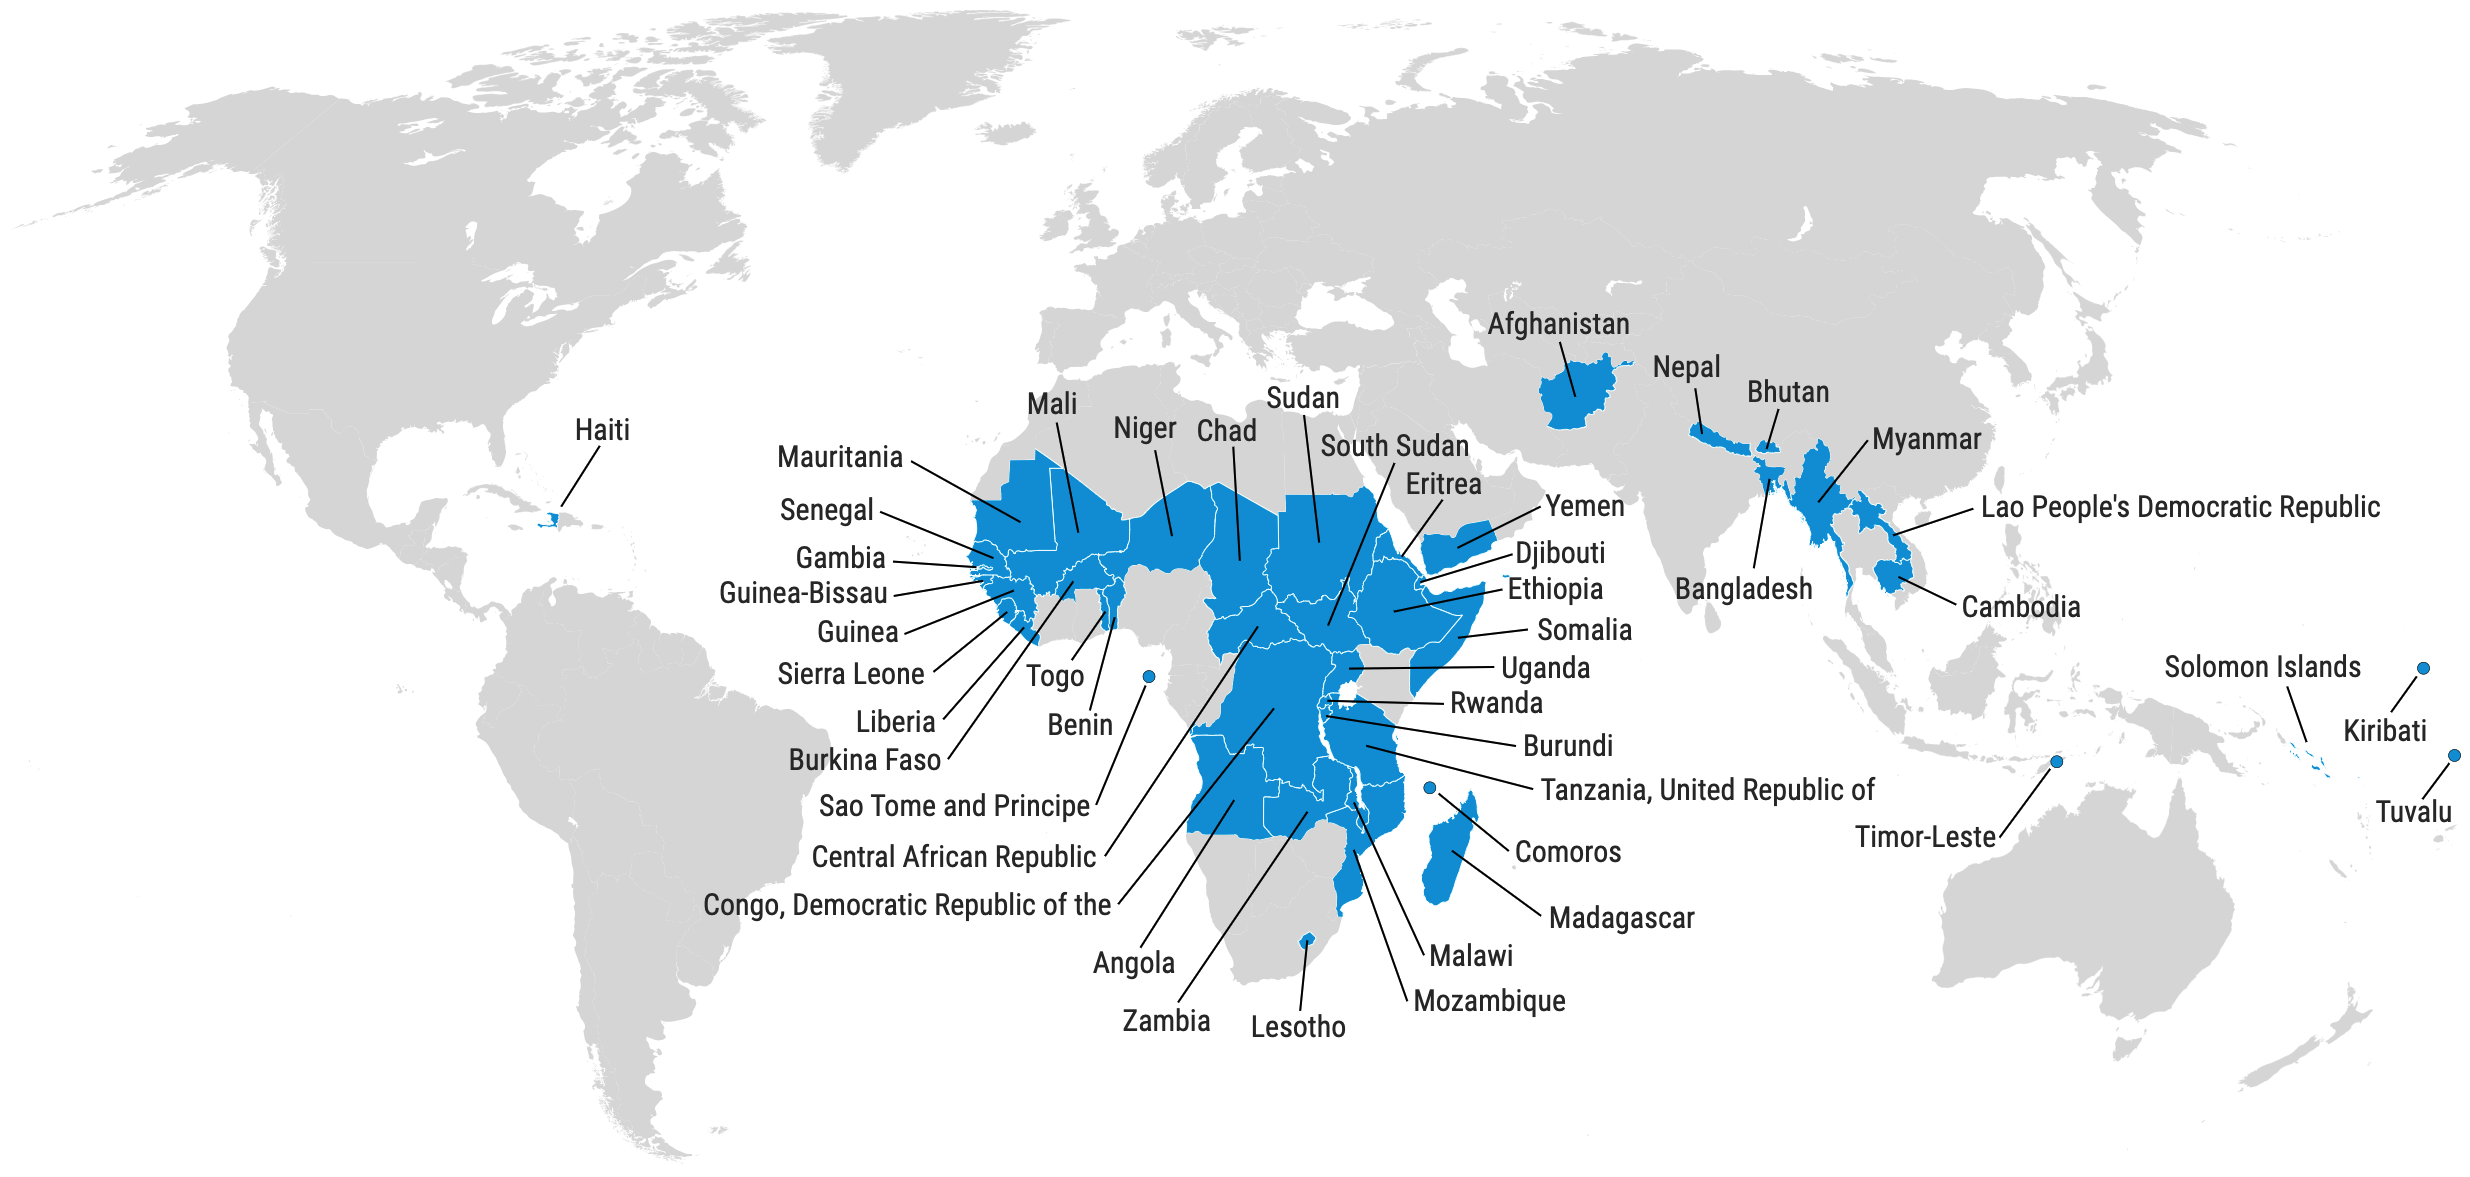 Afghanistan
Nepal
Bhutan
Sudan
Mali
Niger
Chad
Haiti
South Sudan
Myanmar
Mauritania
Eritrea
Yemen
Lao People's Democratic Republic
Senegal
Djibouti
Gambia
Ethiopia
Bangladesh
Guinea-Bissau
Cambodia
Guinea
Somalia
Uganda
Solomon Islands
Sierra Leone
Togo
Rwanda
Liberia
Benin
Kiribati
Burundi
Burkina Faso
Tanzania, United Republic of
Sao Tome and Principe
Tuvalu
Timor-Leste
Comoros
Central African Republic
Congo, Democratic Republic of the
Madagascar
Malawi
Angola
Mozambique
Zambia
Lesotho